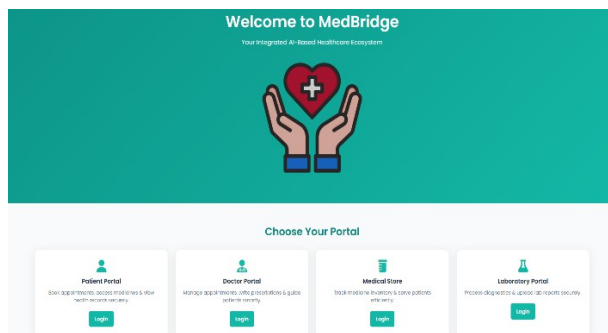 Welcome to MedBridge
Your Integrated AI-Based Healthcare Ecosystem
Choose Your Portal
Patient Portal
Book appointments, access medicines & view
health records securely.
Login
Doctor Portal
Manage appointments, write prescriptions & guide
patients remotely.
Login
Medical Store
Track medicine inventory & serve patients
efficiently.
Login
Laboratory Portal
Process diagnostics & upload lab reports securely.
Login